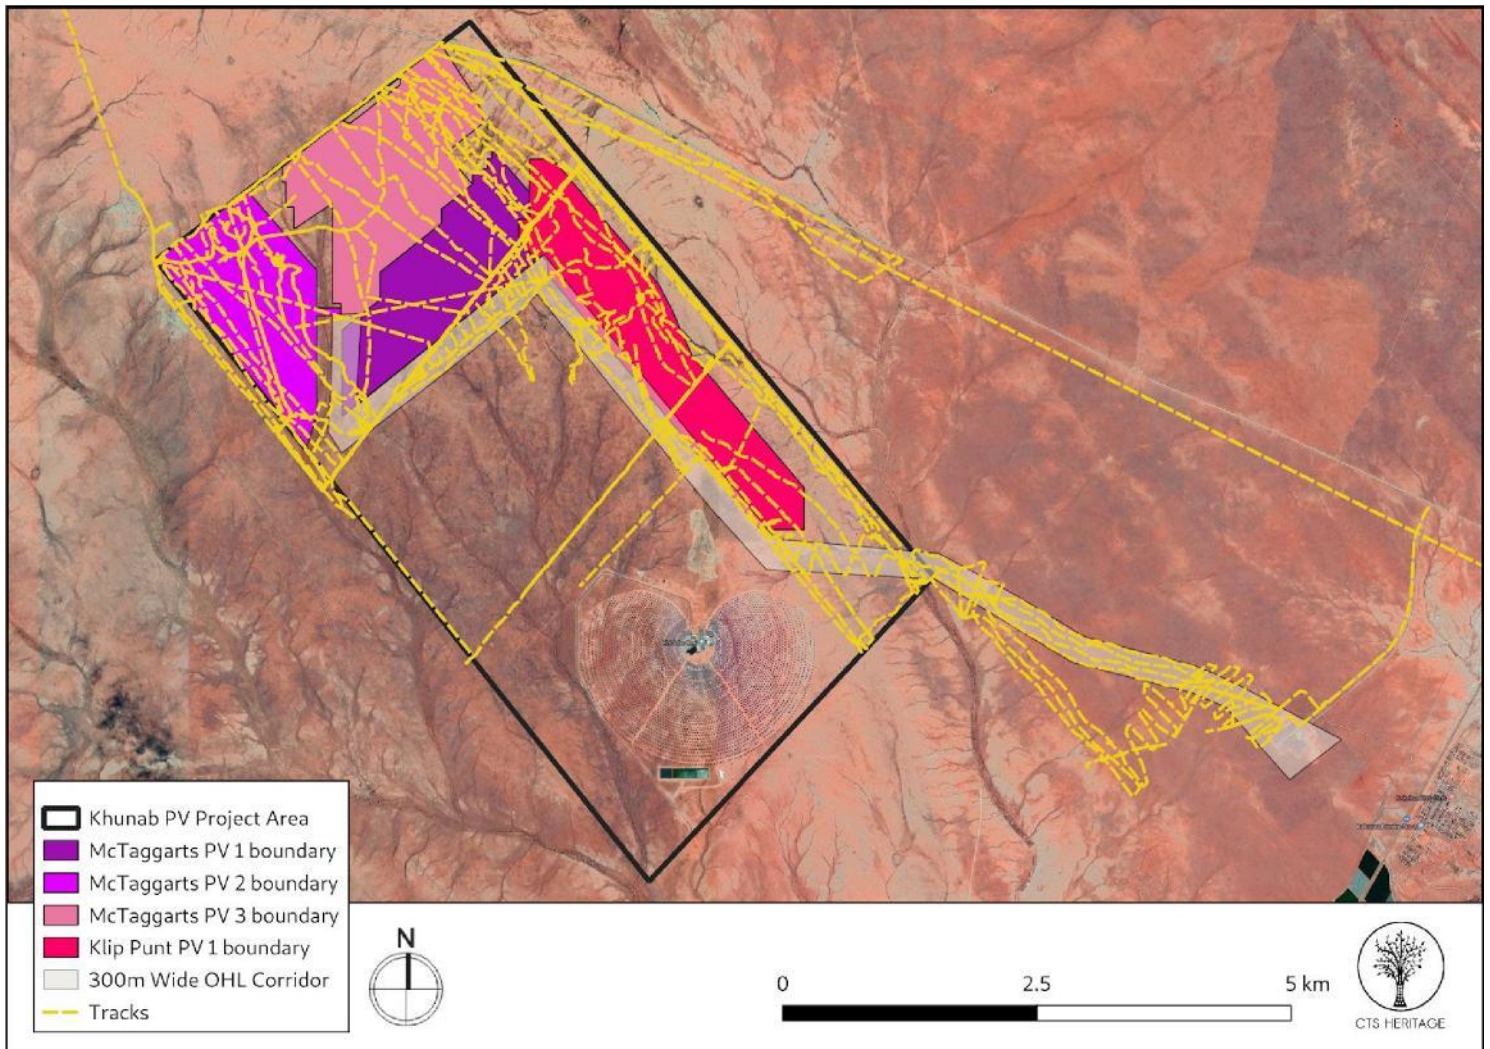 Khunab PV Project Area
McTaggarts PV 1 boundary
McTaggarts PV 2 boundary
McTaggarts PV 3 boundary
Klip Punt PV 1 boundary
300m Wide OHL Corridor
Tracks
N
0 2.5 5 km
CTS HERITAGE